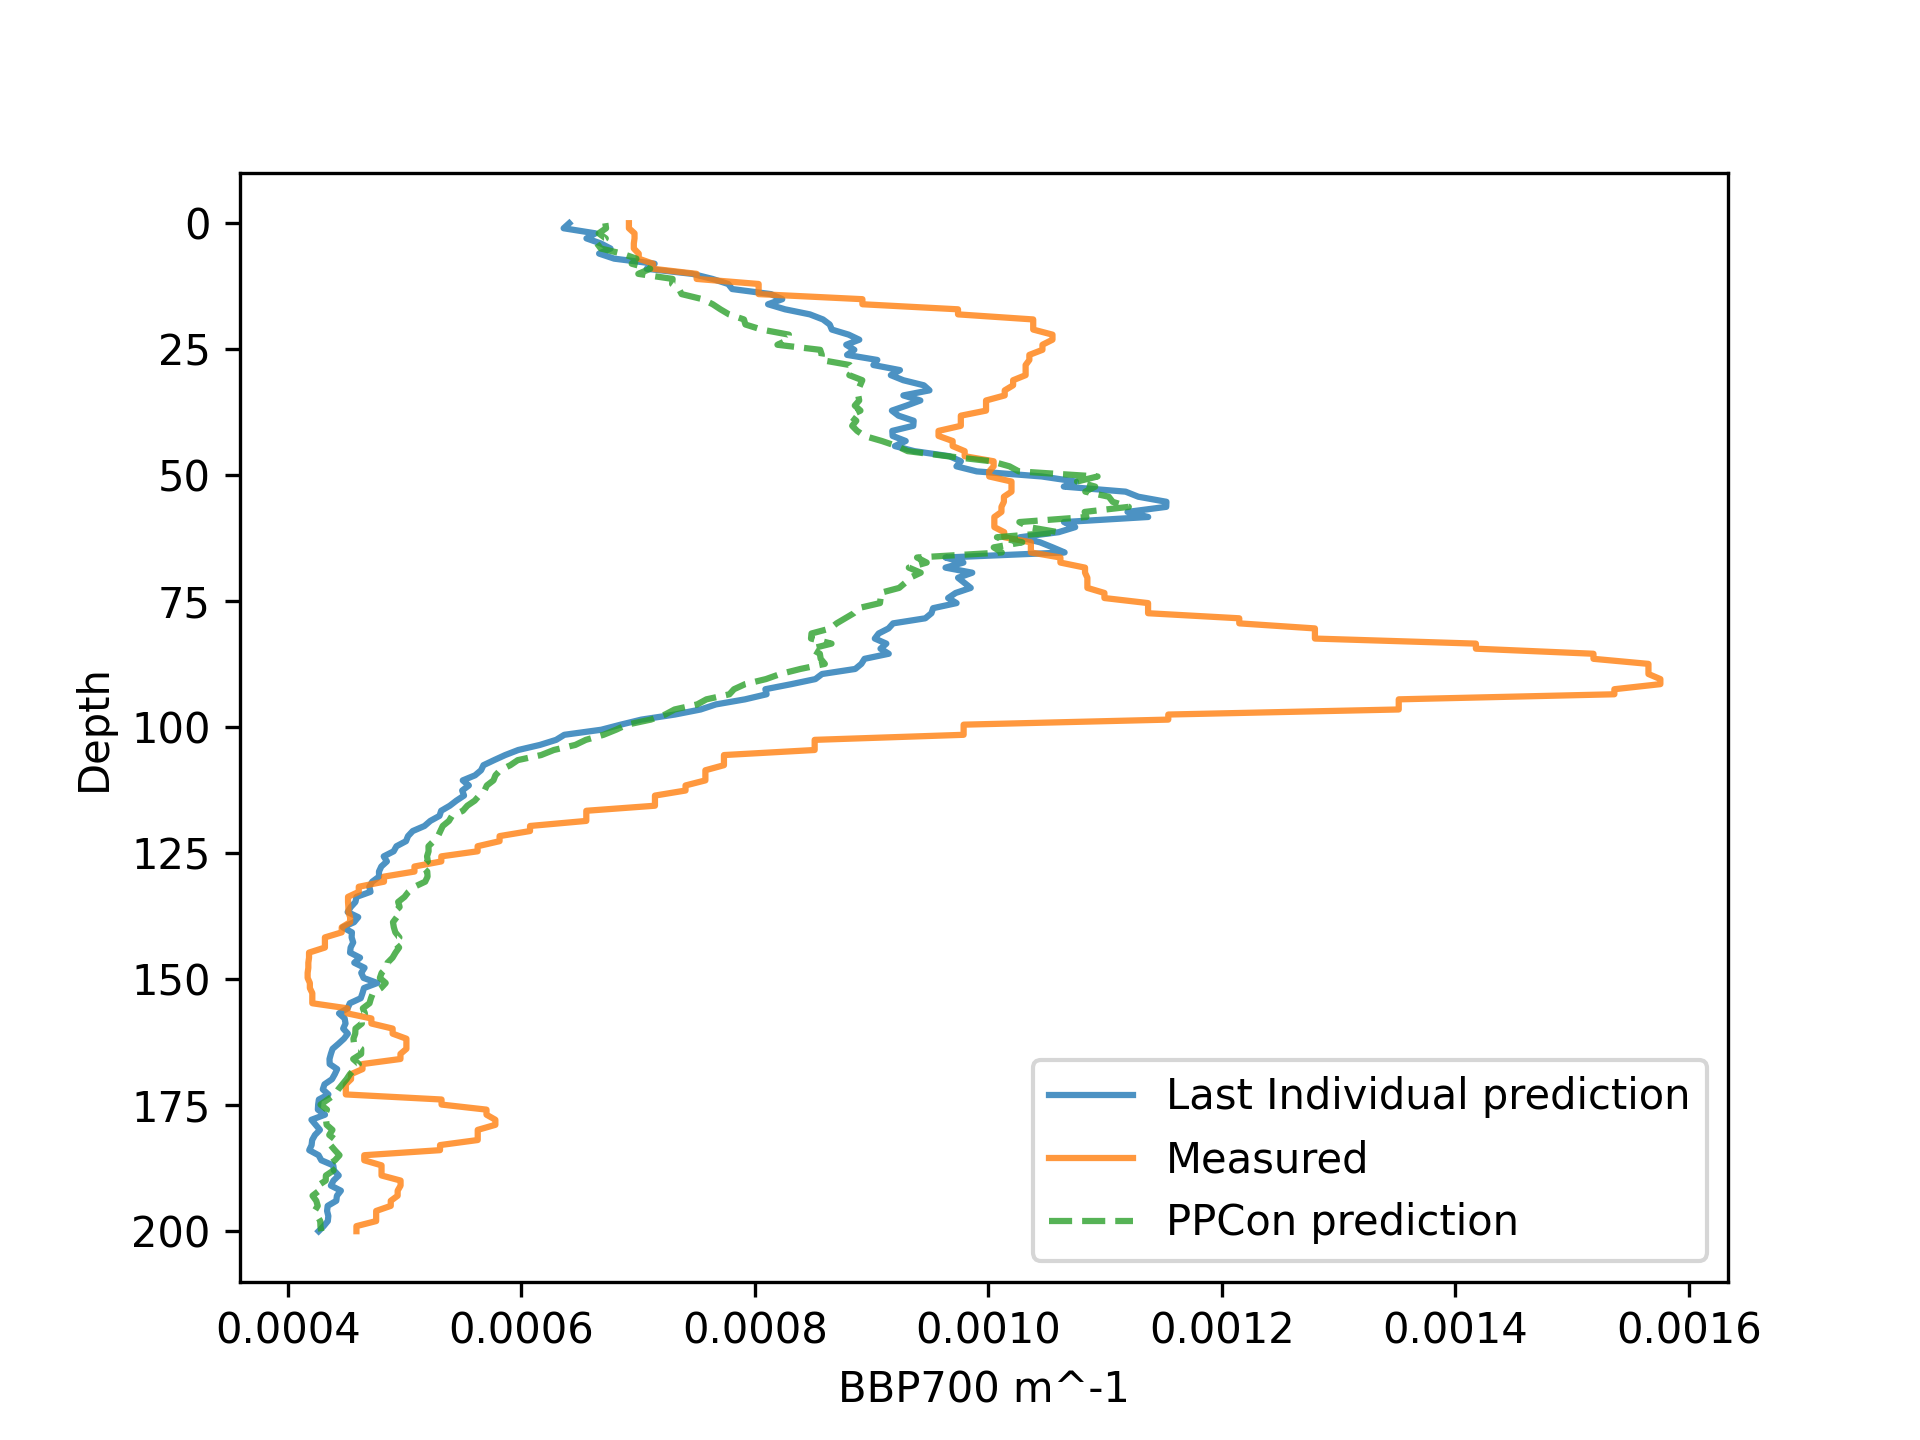 0
25
50
75
100
125
150
175
200
Depth
0.0004 0.0006 0.0008 0.0010 0.0012 0.0014 0.0016
BBP700 m^-1
Last Individual prediction
Measured
PPCon prediction